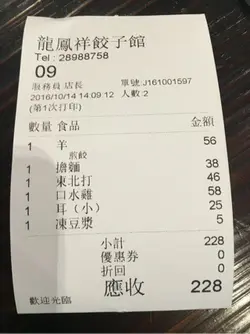 龍鳳祥餃子館
Tel : 28988758
09
服務員 店長 單號:J161001597
2016/10/14 14:09:12 人數:2
(第1次打印)
數量 食品 金額
1 羊 56
煎餃
1 擔麵 38
1 東北打 46
1 口水雞 58
1 耳（小） 25
1 凍豆漿 5
小計 228
優惠券 0
折回 0
應收 228
歡迎光臨